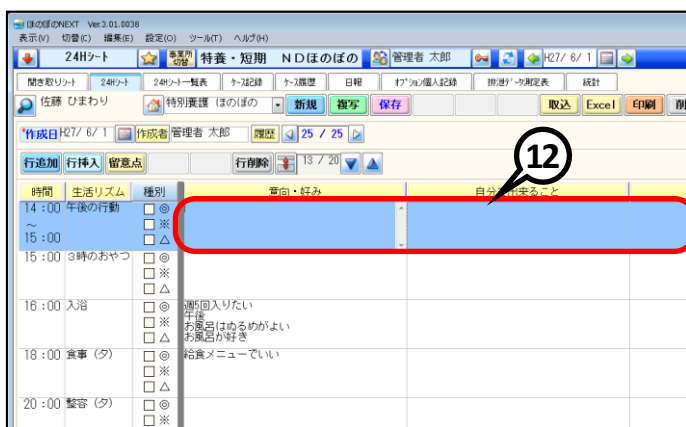 ほのぼのNEXT Ver.3.01.0038
表示(V) 切替(C) 編集(E) 設定(O) ツール(T) ヘルプ(H)
24Hシート 事業所切替 特養・短期 NDほのぼの 管理者 太郎 H27/ 6/ 1
聞き取りシート 24Hシート 24Hシート一覧表 ケース記録 ケース履歴 日報 オプション個人記録 排泄データ測定表 統計
佐藤 ひまわり 特別養護 ほのぼの 新規 複写 保存 取込 Excel 印刷 削
*作成日 H27/ 6/ 1 作成者 管理者 太郎 履歴 25 / 25
行追加 行挿入 留意点 行削除 13 / 20
12
時間 生活リズム 種別 意向・好み 自分で出来ること
14:00 午後の行動 ◎
～ ※
15:00 △
15:00 3時のおやつ ◎
※
△
16:00 入浴 ◎ 週5回入りたい
午後
※ お風呂はぬるめがよい
△ お風呂が好き
18:00 食事（夕） ◎ 給食メニューでいい
※
△
20:00 整容（夕） ◎
※